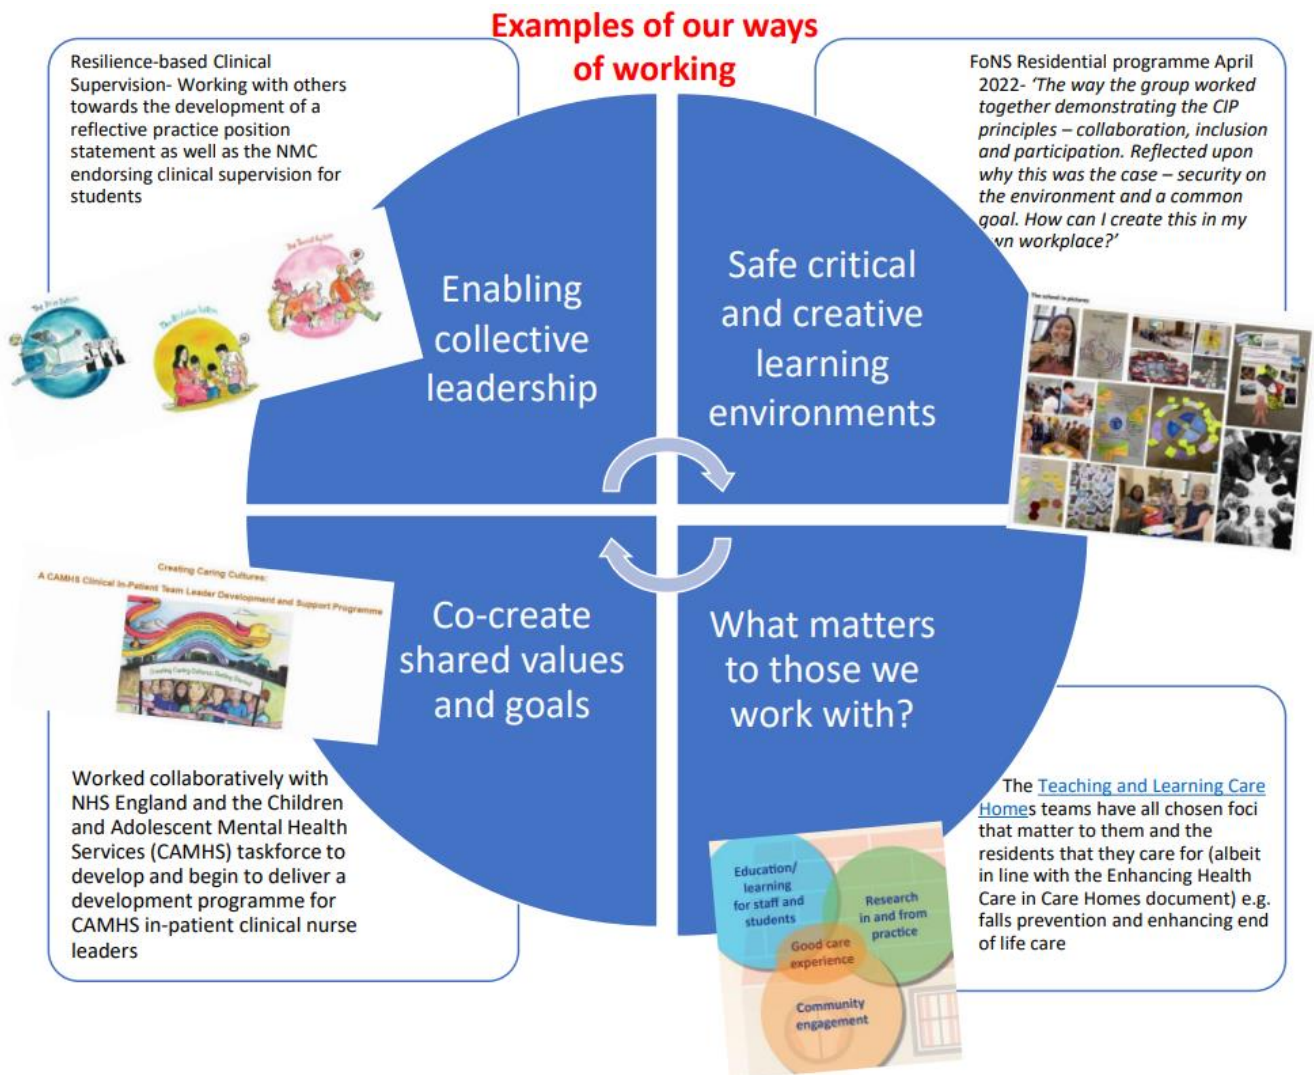 Examples of our ways
of working
Resilience-based Clinical
Supervision- Working with others
towards the development of a
reflective practice position
statement as well as the NMC
endorsing clinical supervision for
students
FoNS Residential programme April
2022- ‘The way the group worked
together demonstrating the CIP
principles – collaboration, inclusion
and participation. Reflected upon
why this was the case – security on
the environment and a common
goal. How can I create this in my
wn workplace?’
Enabling
collective
leadership
Safe critical
and creative
learning
environments
The school in pictures
Creating Caring Cultures:
A CAMHS Clinical In-Patient Team Leader Development and Support Programme
Co-create
shared values
and goals
What matters
to those we
work with?
Worked collaboratively with
NHS England and the Children
and Adolescent Mental Health
Services (CAMHS) taskforce to
develop and begin to deliver a
development programme for
CAMHS in-patient clinical nurse
leaders
The Teaching and Learning Care
Homes teams have all chosen foci
that matter to them and the
residents that they care for (albeit
in line with the Enhancing Health
Care in Care Homes document) e.g.
falls prevention and enhancing end
of life care
Education/
learning
for staff and
students
Research
in and from
practice
Good care
experience
Community
engagement